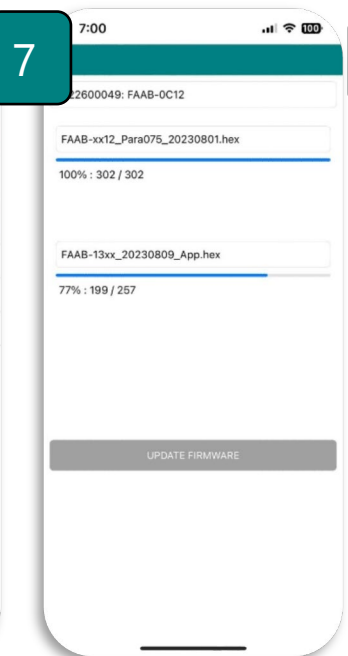 7
7:00
100
22600049: FAAB-0C12
FAAB-xx12_Para075_20230801.hex
100% : 302 / 302
FAAB-13xx_20230809_App.hex
77% : 199 / 257
UPDATE FIRMWARE